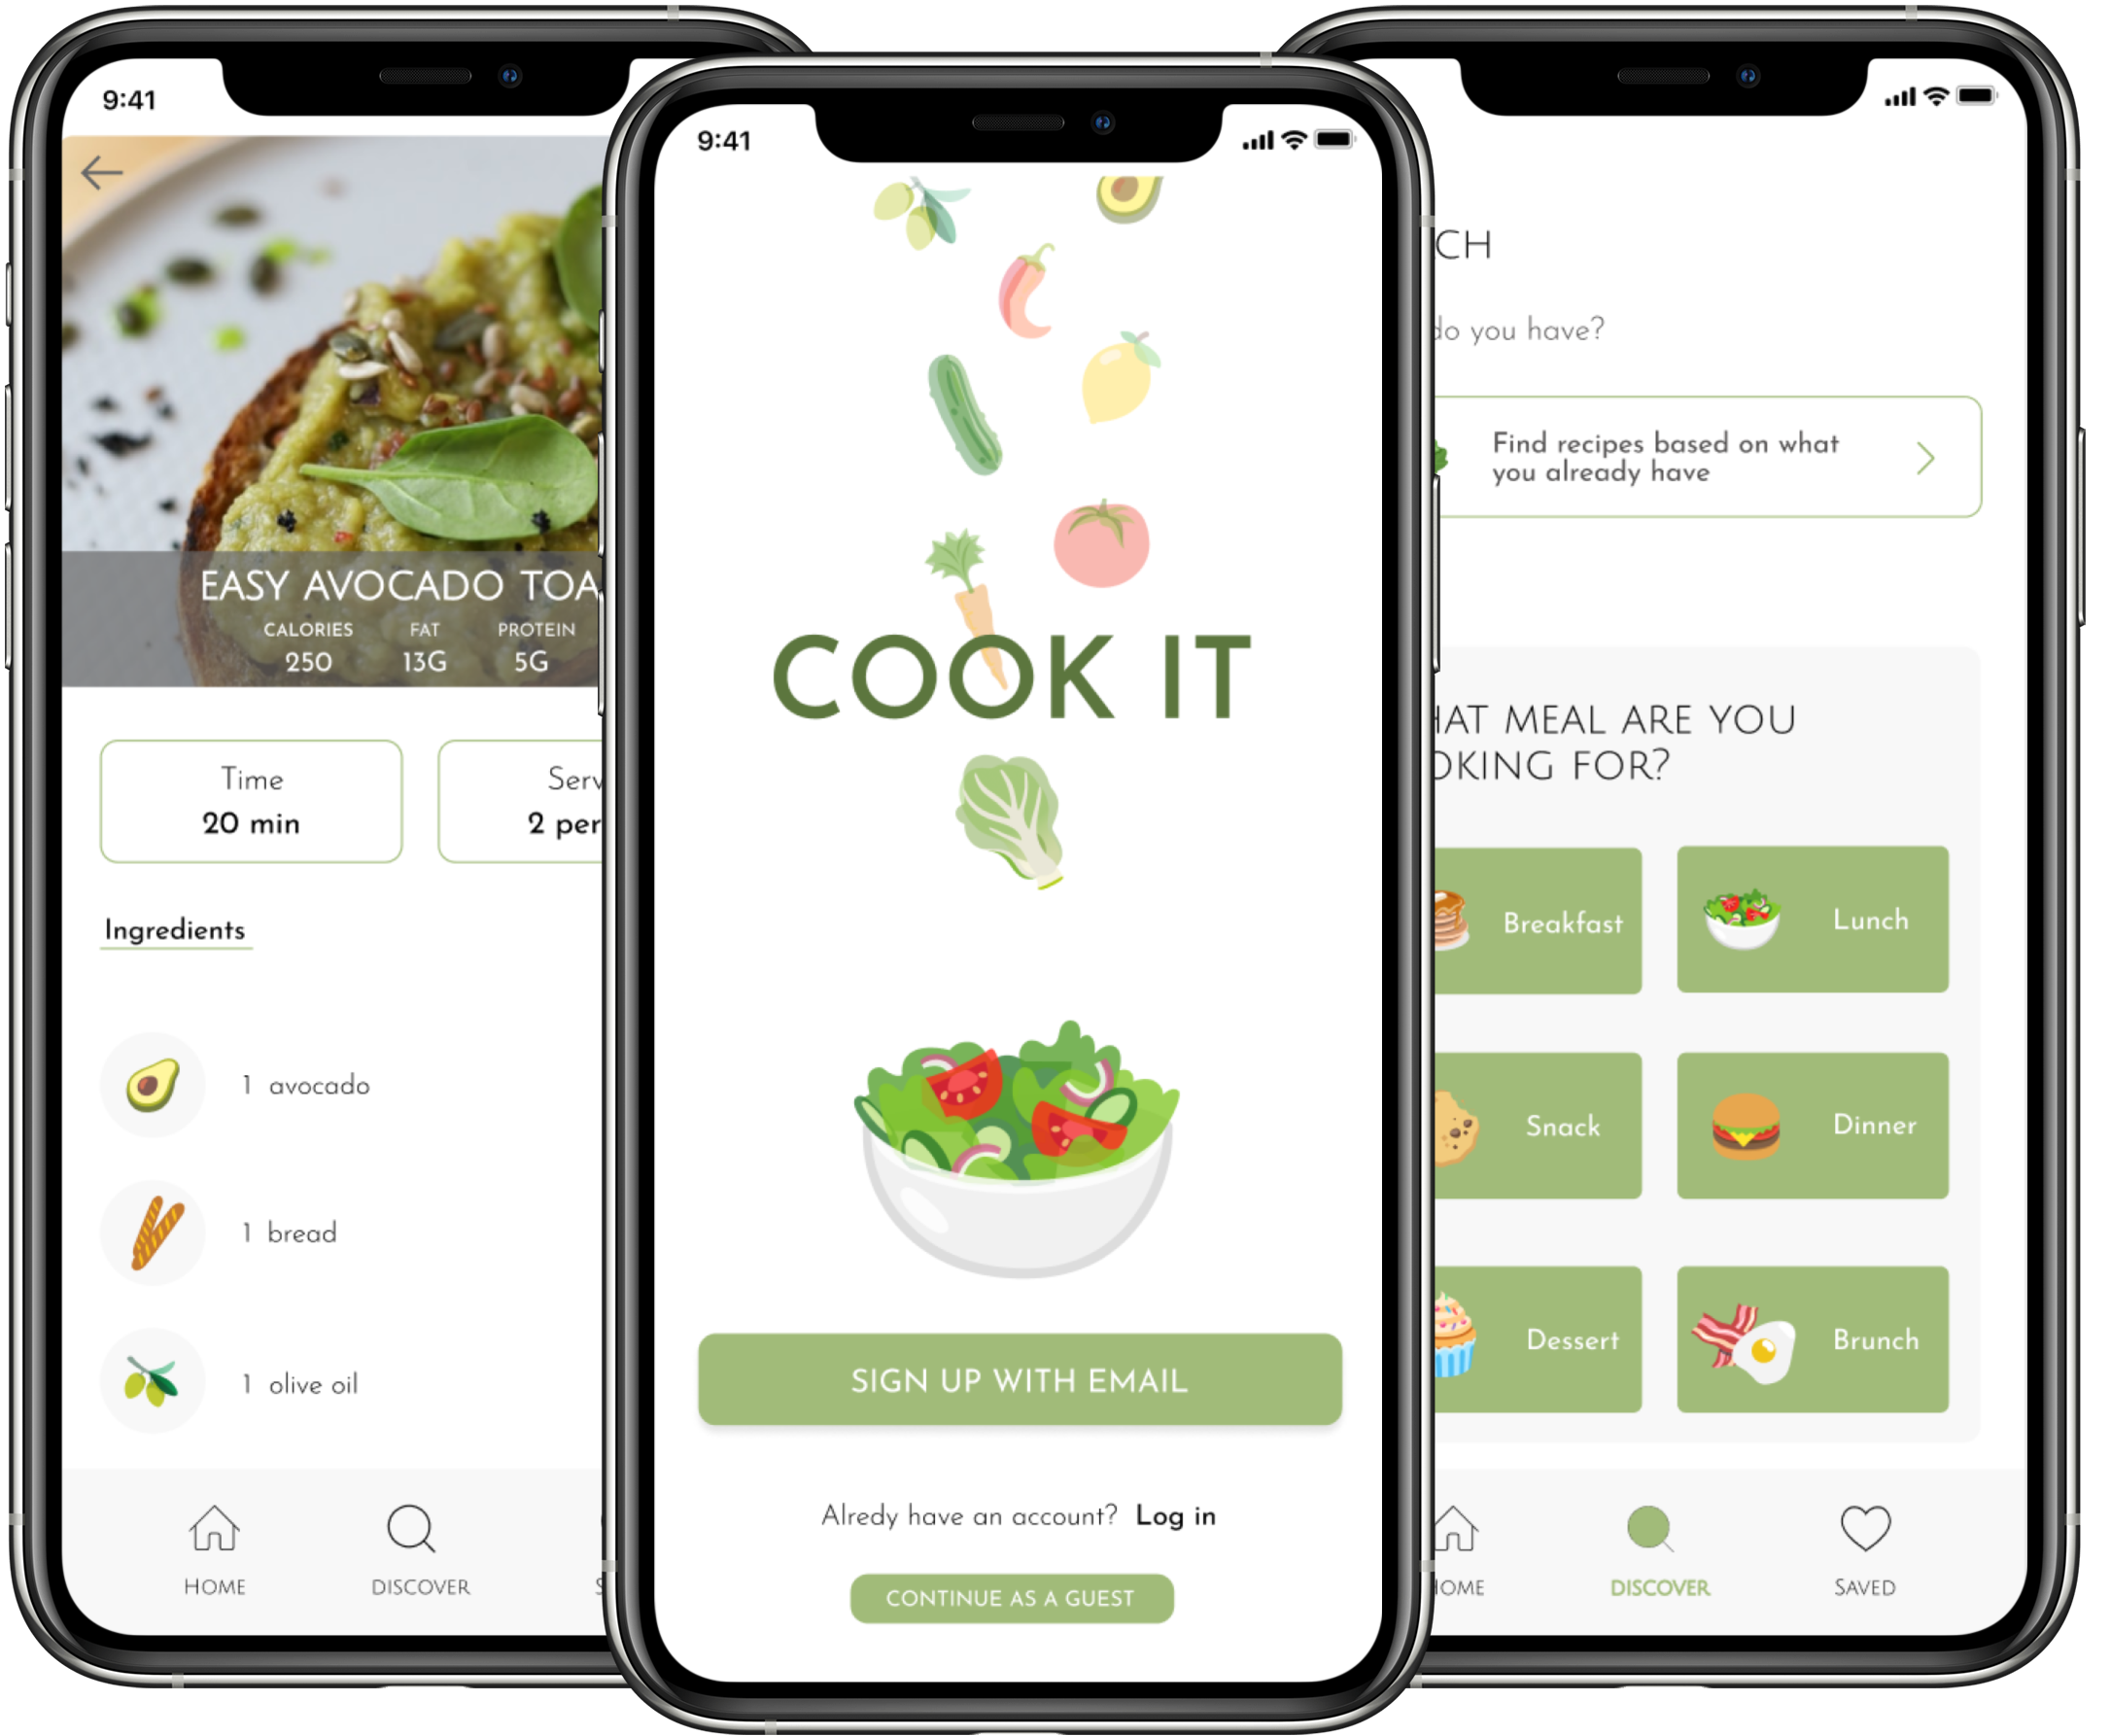 9:41
EASY AVOCADO TOA
CALORIES FAT PROTEIN
250 13G 5G
Time
20 min
Serv
2 per
Ingredients
1 avocado
1 bread
1 olive oil
HOME DISCOVER S
9:41
COOK IT
SIGN UP WITH EMAIL
Alredy have an account? Log in
CONTINUE AS A GUEST
CH
do you have?
Find recipes based on what
you already have
HAT MEAL ARE YOU
OKING FOR?
Breakfast Lunch
Snack Dinner
Dessert Brunch
HOME DISCOVER SAVED